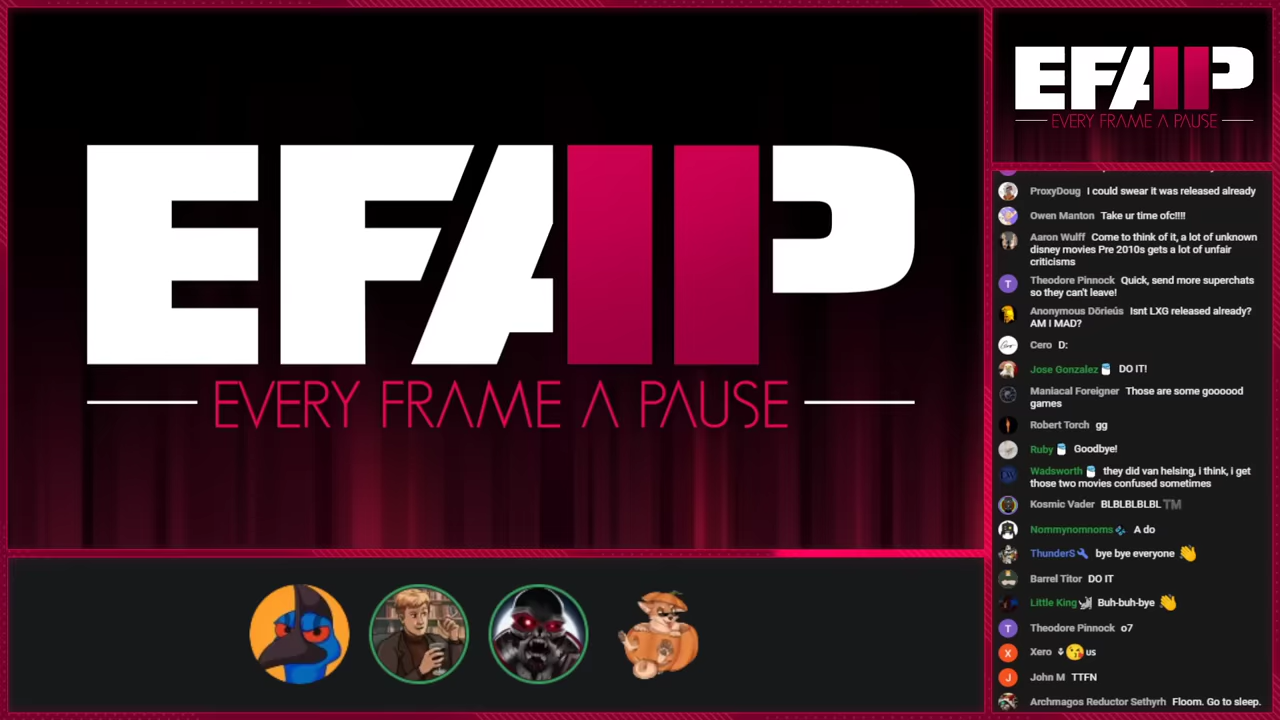 EFAP
EVERY FRAME A PAUSE
EFAP
EVERY FRAME A PAUSE
ProxyDoug I could swear it was released already
Owen Manton Take ur time ofc!!!!
Aaron Wulff Come to think of it, a lot of unknown
disney movies Pre 2010s gets a lot of unfair
criticisms
T Theodore Pinnock Quick, send more superchats
so they can't leave!
Anonymous Dōrieús Isnt LXG released already?
AM I MAD?
Cero D:
Jose Gonzalez DO IT!
Maniacal Foreigner Those are some goooood
games
Robert Torch gg
Ruby Goodbye!
Wadsworth they did van helsing, i think, i get
those two movies confused sometimes
Kosmic Vader BLBLBLBLBL ™️
Nommynomnoms A do
ThunderS🔧 bye bye everyone 👋
Barrel Titor DO IT
Little King Buh-buh-bye 👋
T Theodore Pinnock o7
X Xero ⚘😘us
J John M TTFN
Archmagos Reductor Sethyrh Floom. Go to sleep.